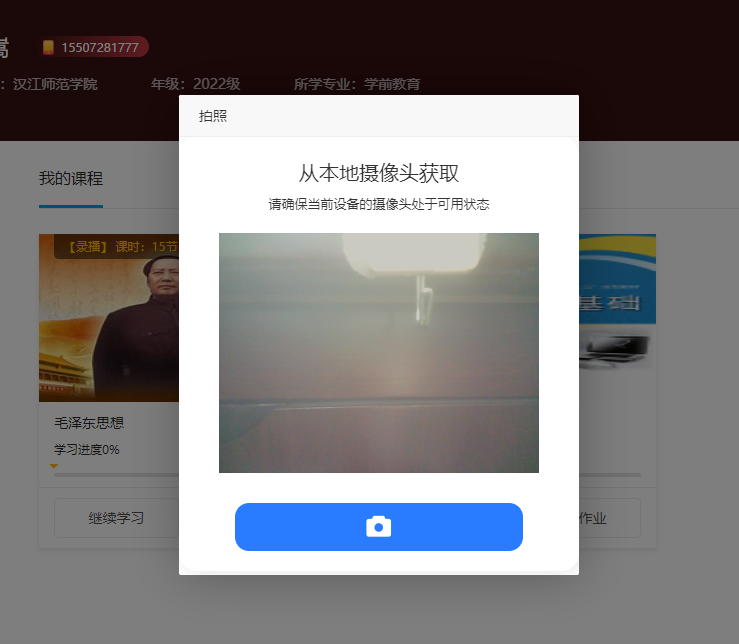 嵩 15507281777
：汉江师范学院 年级：2022级 所学专业：学前教育
拍照
从本地摄像头获取
请确保当前设备的摄像头处于可用状态
我的课程
【录播】 课时：15节
基础
毛泽东思想
学习进度0%
继续学习
作业